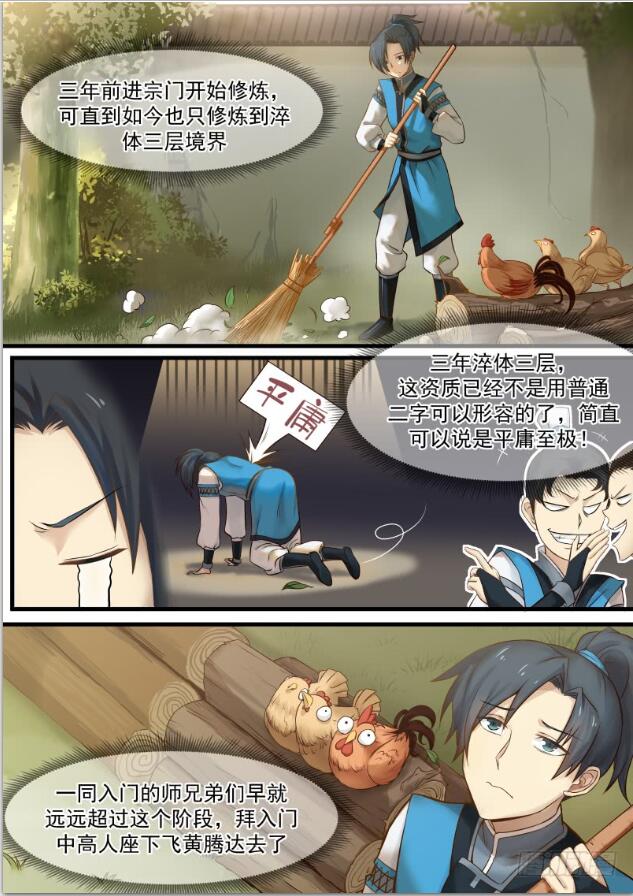 三年前进宗门开始修炼，
可直到如今也只修炼到淬
体三层境界
三年淬体三层，
这资质已经不是用普通
二字可以形容的了，简直
可以说是平庸至极！
平庸
一同入门的师兄弟们早就
远远超过这个阶段，拜入门
中高人座下飞黄腾达去了